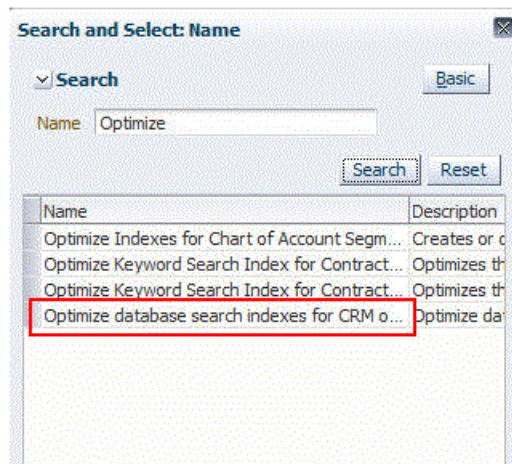 Search and Select: Name
Search
Basic
Name Optimize
Search Reset
Name Description
Optimize Indexes for Chart of Account Segm... Creates or
Optimize Keyword Search Index for Contract... Optimizes th
Optimize Keyword Search Index for Contract... Optimizes th
Optimize database search indexes for CRM o... Optimize dat